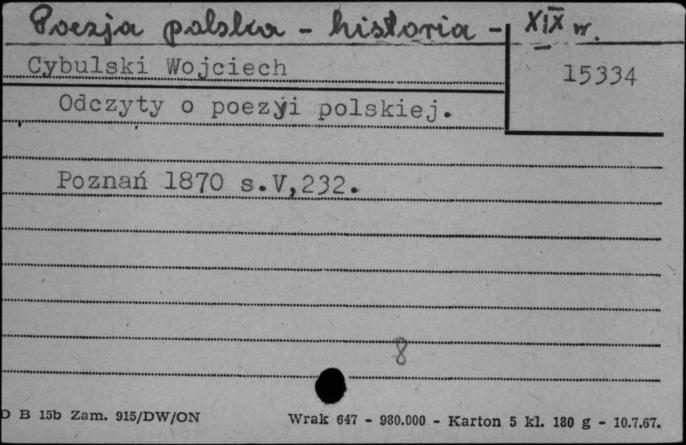 Poezja polska - historia - XIX w.
Cybulski Wojciech
15334
Odczyty o poezyi polskiej.
Poznań 1870 s.V,232.
8
D B 15b Zam. 915/DW/ON Wrak 647 - 980.000 - Karton 5 kl. 180 g - 10.7.67.